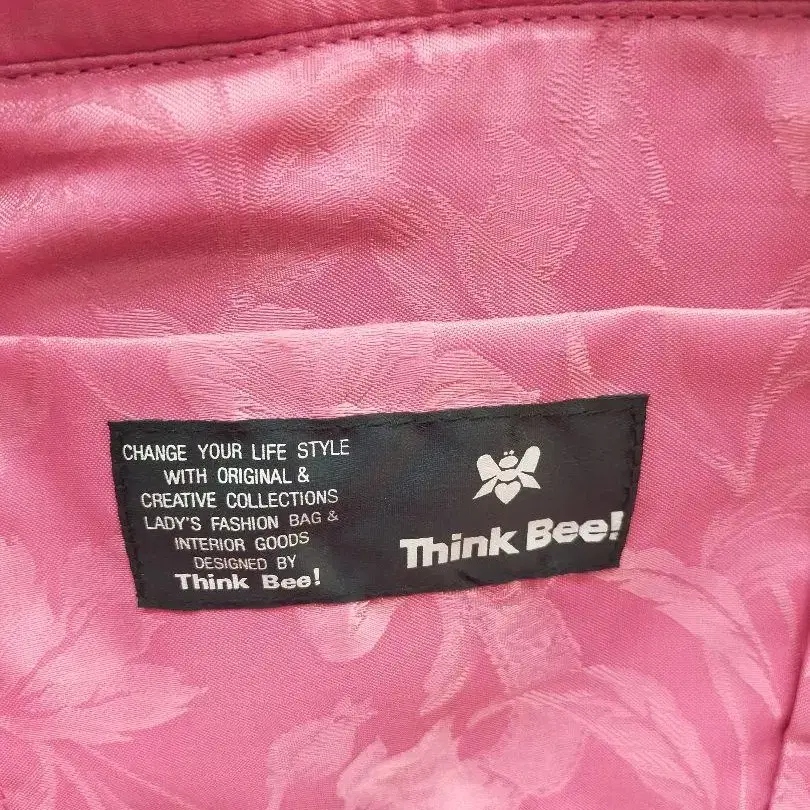 CHANGE YOUR LIFE STYLE
WITH ORIGINAL &
CREATIVE COLLECTIONS
LADY'S FASHION BAG &
INTERIOR GOODS
DESIGNED BY
Think Bee!
Think Bee!